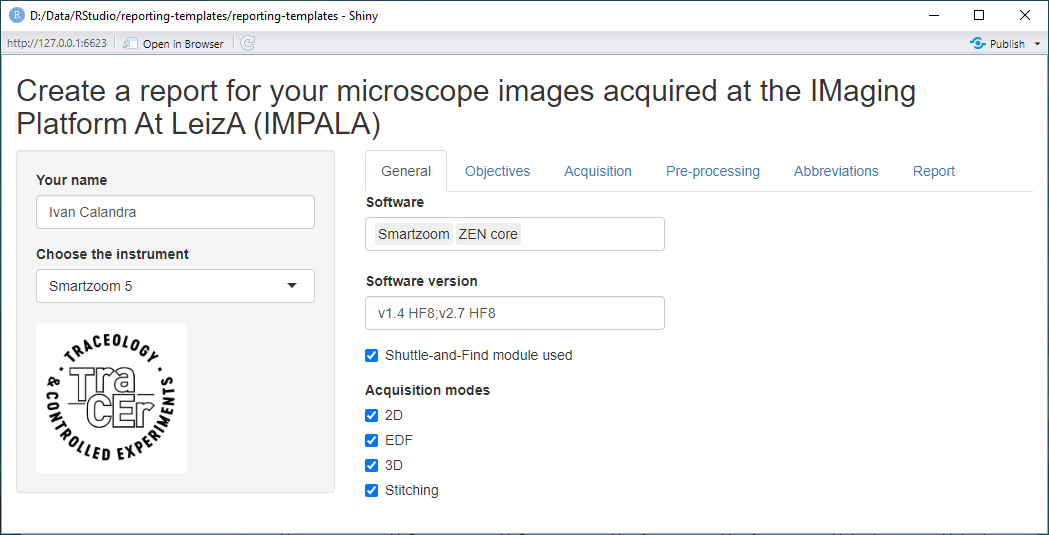 D:/Data/RStudio/reporting-templates/reporting-templates - Shiny
http://127.0.0.1:6623
Open in Browser
Publish
Create a report for your microscope images acquired at the IMaging
Platform At LeizA (IMPALA)
Your name
Ivan Calandra
Choose the instrument
Smartzoom 5
· TRACEOLOGY ·
& CONTROLLED EXPERIMENTS
Tra
CEr
General Objectives Acquisition Pre-processing Abbreviations Report
Software
Smartzoom ZEN core
Software version
v1.4 HF8;v2.7 HF8
Shuttle-and-Find module used
Acquisition modes
2D
EDF
3D
Stitching